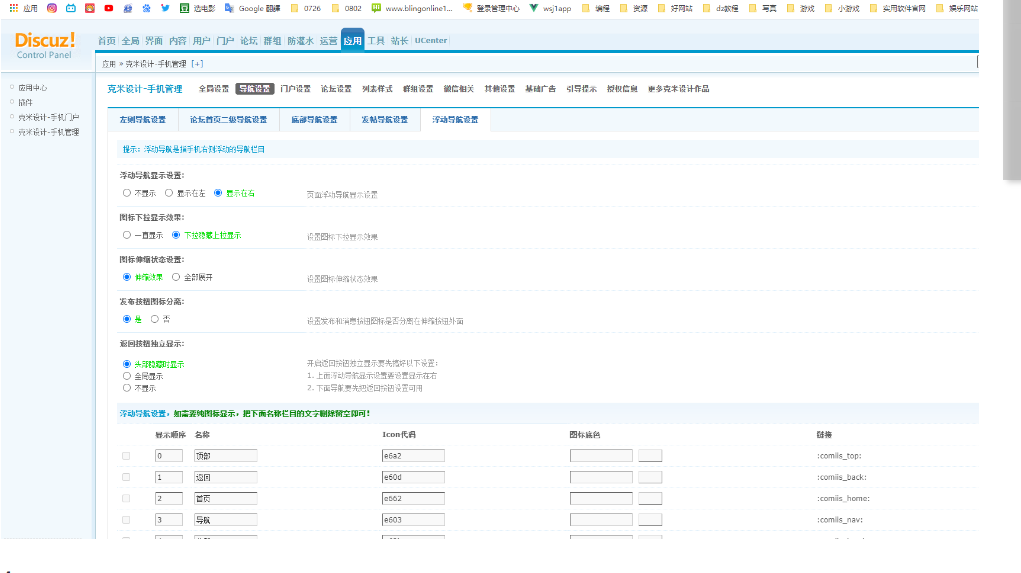 应用 选电影 Google 翻译 0726 0802 www.blingonline1... 登录管理中心 wsj1app 编程 资源 好网站 dz教程 写真 游戏 小游戏 实用软件官网 娱乐网站
Discuz!
Control Panel
首页 全局 界面 内容 用户 门户 论坛 群组 防灌水 运营 应用 工具 站长 UCenter
应用 » 克米设计-手机管理 [+]
应用中心
插件
克米设计-手机门户
克米设计-手机管理
克米设计-手机管理 全局设置 导航设置 门户设置 论坛设置 列表样式 群组设置 微信相关 其他设置 基础广告 引导提示 授权信息 更多克米设计作品
左侧导航设置 论坛首页二级导航设置 底部导航设置 发帖导航设置 浮动导航设置
提示: 浮动导航是指手机右侧浮动的导航栏目
浮动导航显示设置:
不显示 显示在左 显示在右 页面浮动导航显示设置
图标下拉显示效果:
一直显示 下拉隐藏上拉显示 设置图标下拉显示效果
图标伸缩状态设置:
伸缩效果 全部展开 设置图标伸缩状态效果
发布按钮图标分离:
是 否 设置发布和消息按钮图标是否分离在伸缩按钮外面
返回按钮独立显示:
头部隐藏时显示 开启返回按钮独立显示要先搞好以下设置:
全局显示 1. 上面浮动导航显示设置要设置显示在右
不显示 2. 下面导航要先把返回按钮设置可用
浮动导航设置, 如需要纯图标显示, 把下面名称栏目的文字删除留空即可!
显示顺序 名称 Icon代码 图标底色 链接
0 顶部 e6a2 :comiis_top:
1 返回 e60d :comiis_back:
2 首页 e662 :comiis_home:
3 导航 e603 :comiis_nav: